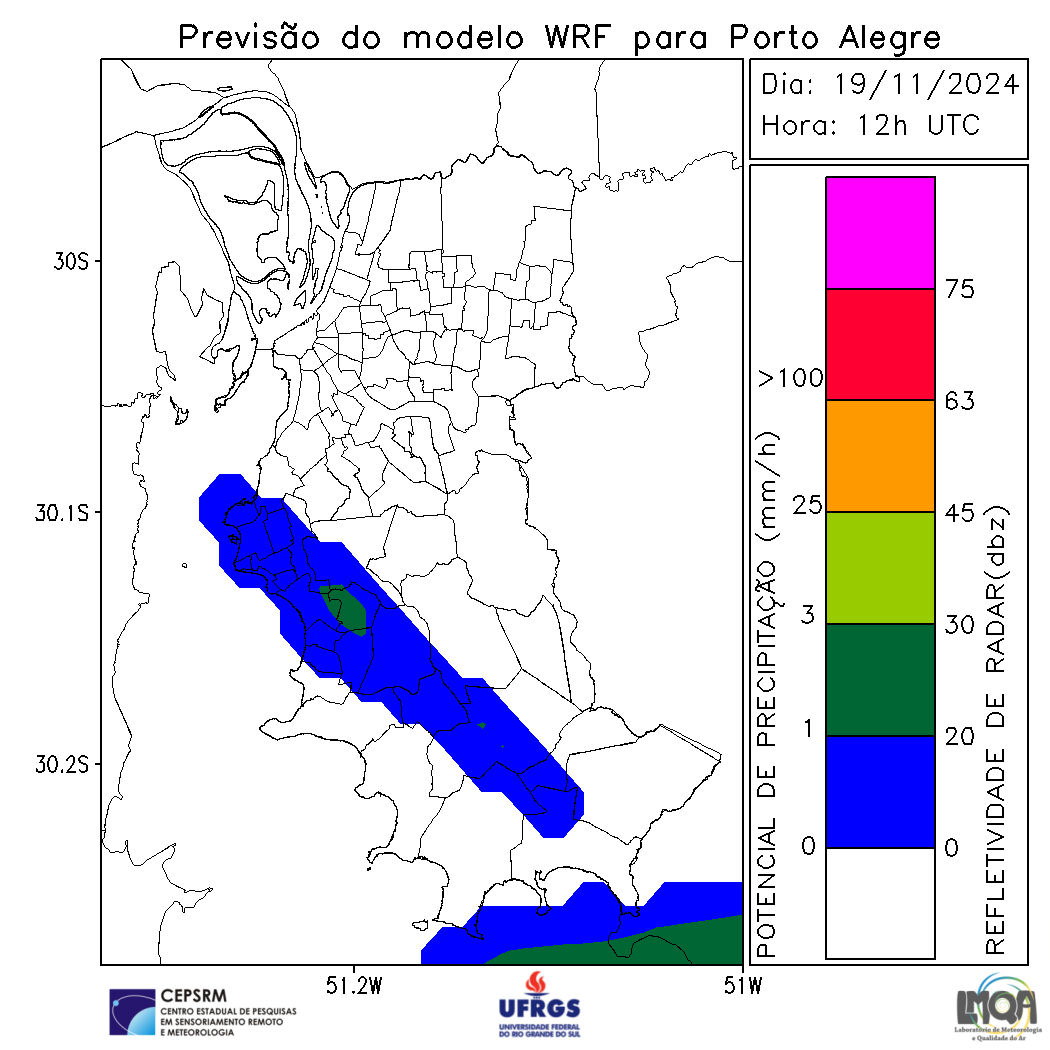 Previsão do modelo WRF para Porto Alegre
Dia: 19/11/2024
Hora: 12h UTC
30S
30.1S
30.2S
51.2W
51W
POTENCIAL DE PRECIPITAÇÃO (mm/h)
>100
25
3
1
0
75
63
45
30
20
0
REFLETIVIDADE DE RADAR(dbz)
CEPSRM
CENTRO ESTADUAL DE PESQUISAS
EM SENSORIAMENTO REMOTO
E METEOROLOGIA
UFRGS
UNIVERSIDADE FEDERAL
DO RIO GRANDE DO SUL
LMQA
Laboratório de Meteorologia
e Qualidade do Ar